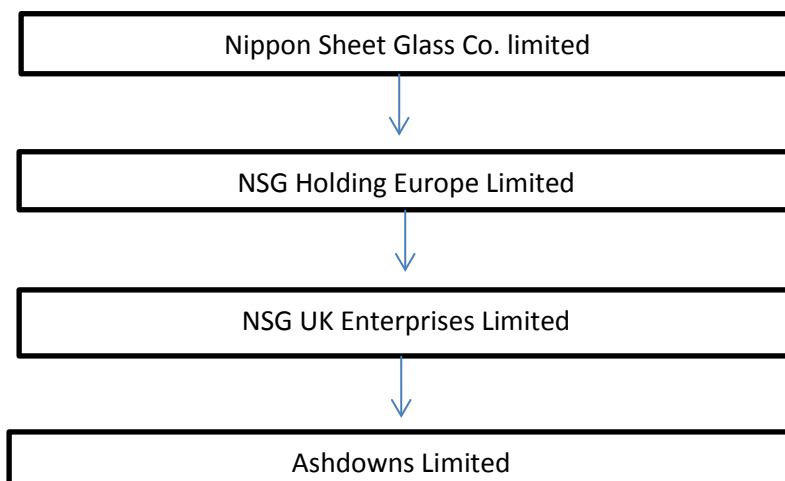 Nippon Sheet Glass Co. limited
NSG Holding Europe Limited
NSG UK Enterprises Limited
Ashdowns Limited